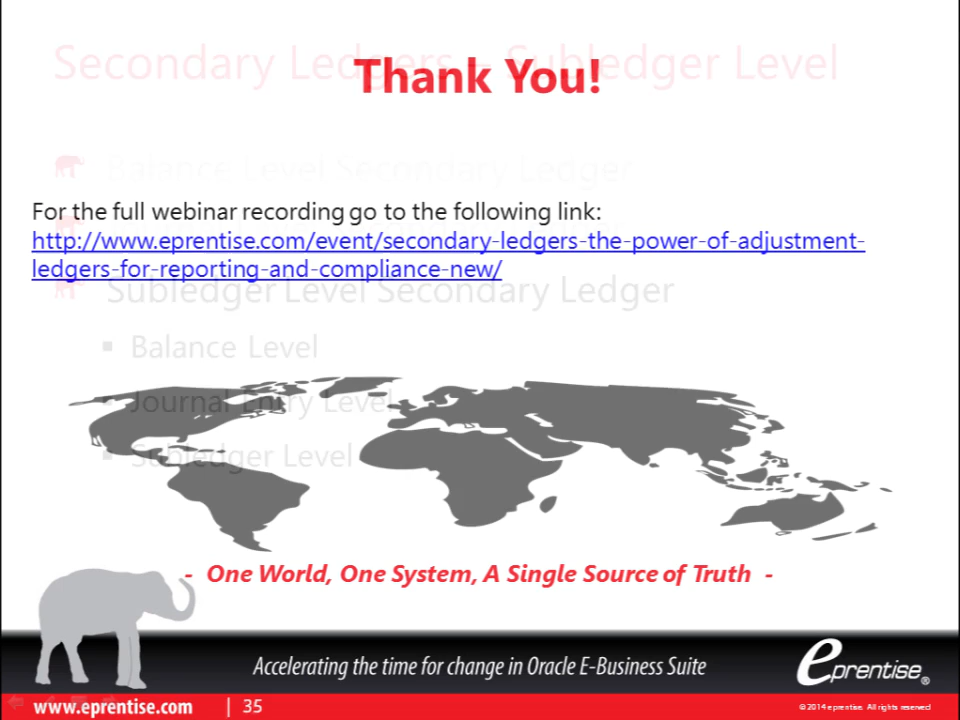 Secondary Ledgers – Subledger Level
Thank You!
Balance Level Secondary Ledger
For the full webinar recording go to the following link:
http://www.eprentise.com/event/secondary-ledgers-the-power-of-adjustment-
ledgers-for-reporting-and-compliance-new/
Subledger Level Secondary Ledger
Balance Level
Journal Entry Level
Subledger Level
- One World, One System, A Single Source of Truth -
Accelerating the time for change in Oracle E-Business Suite
eprentise®
www.eprentise.com | 35
© 2014 eprentise. All rights reserved